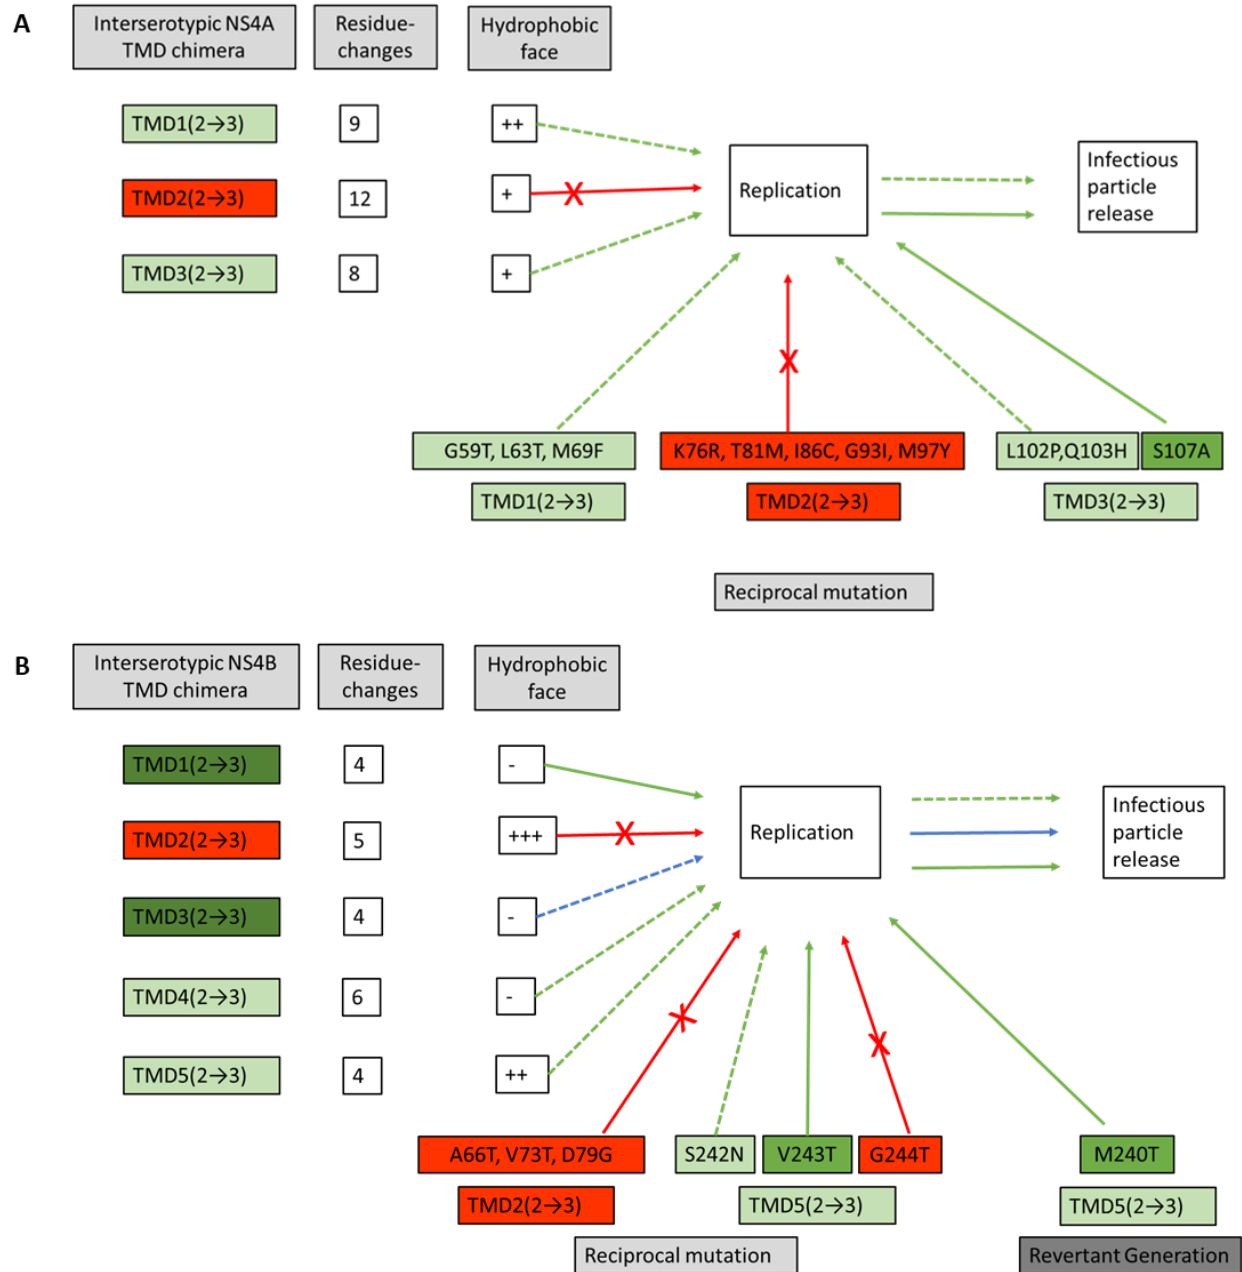 A
Interserotypic NS4A
TMD chimera
Residue-
changes
Hydrophobic
face
TMD1(2→3)
9
++
TMD2(2→3)
12
+
TMD3(2→3)
8
+
Replication
Infectious
particle
release
X
X
G59T, L63T, M69F
K76R, T81M, I86C, G93I, M97Y
L102P,Q103H
S107A
TMD1(2→3)
TMD2(2→3)
TMD3(2→3)
Reciprocal mutation
B
Interserotypic NS4B
TMD chimera
Residue-
changes
Hydrophobic
face
TMD1(2→3)
4
-
TMD2(2→3)
5
+++
TMD3(2→3)
4
-
TMD4(2→3)
6
-
TMD5(2→3)
4
++
Replication
Infectious
particle
release
X
X
X
A66T, V73T, D79G
S242N
V243T
G244T
M240T
TMD2(2→3)
TMD5(2→3)
TMD5(2→3)
Reciprocal mutation
Revertant Generation